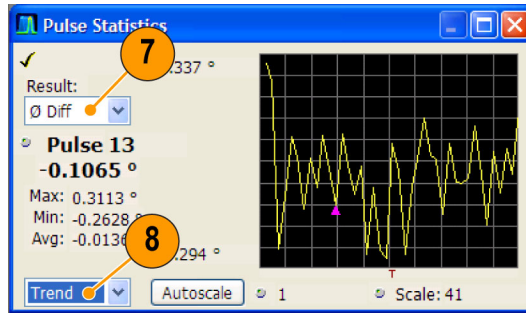 Pulse Statistics
7
.337 °
Result:
Ø Diff
Pulse 13
-0.1065 º
Max: 0.3113 °
Min: -0.2628
Avg: -0.0136
8
.294 °
T
Trend
Autoscale
1
Scale: 41